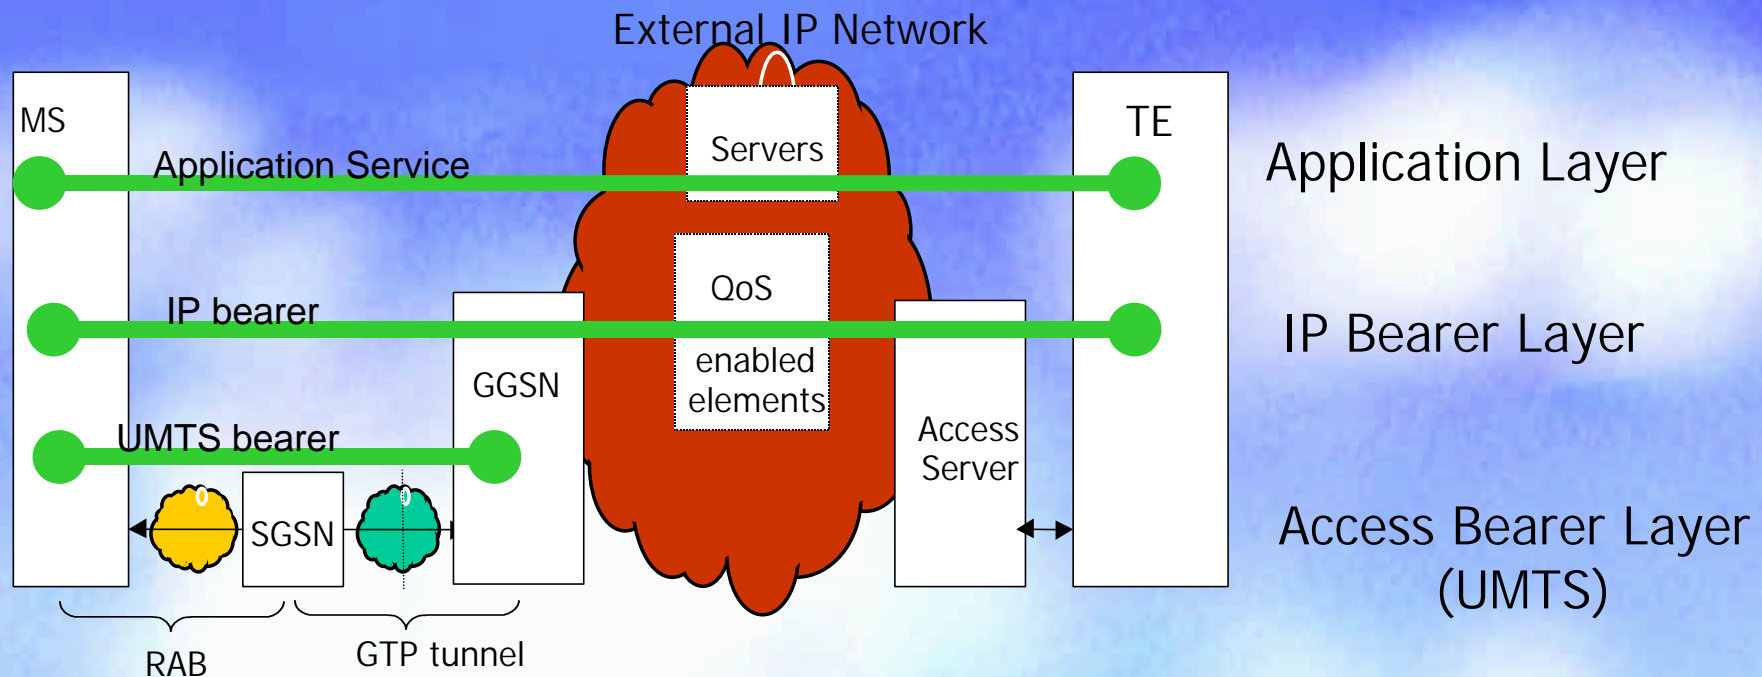 External IP Network
MS
TE
Servers
Application Service
Application Layer
QoS
enabled
elements
IP bearer
IP Bearer Layer
GGSN
Access
Server
UMTS bearer
SGSN
Access Bearer Layer
(UMTS)
RAB
GTP tunnel